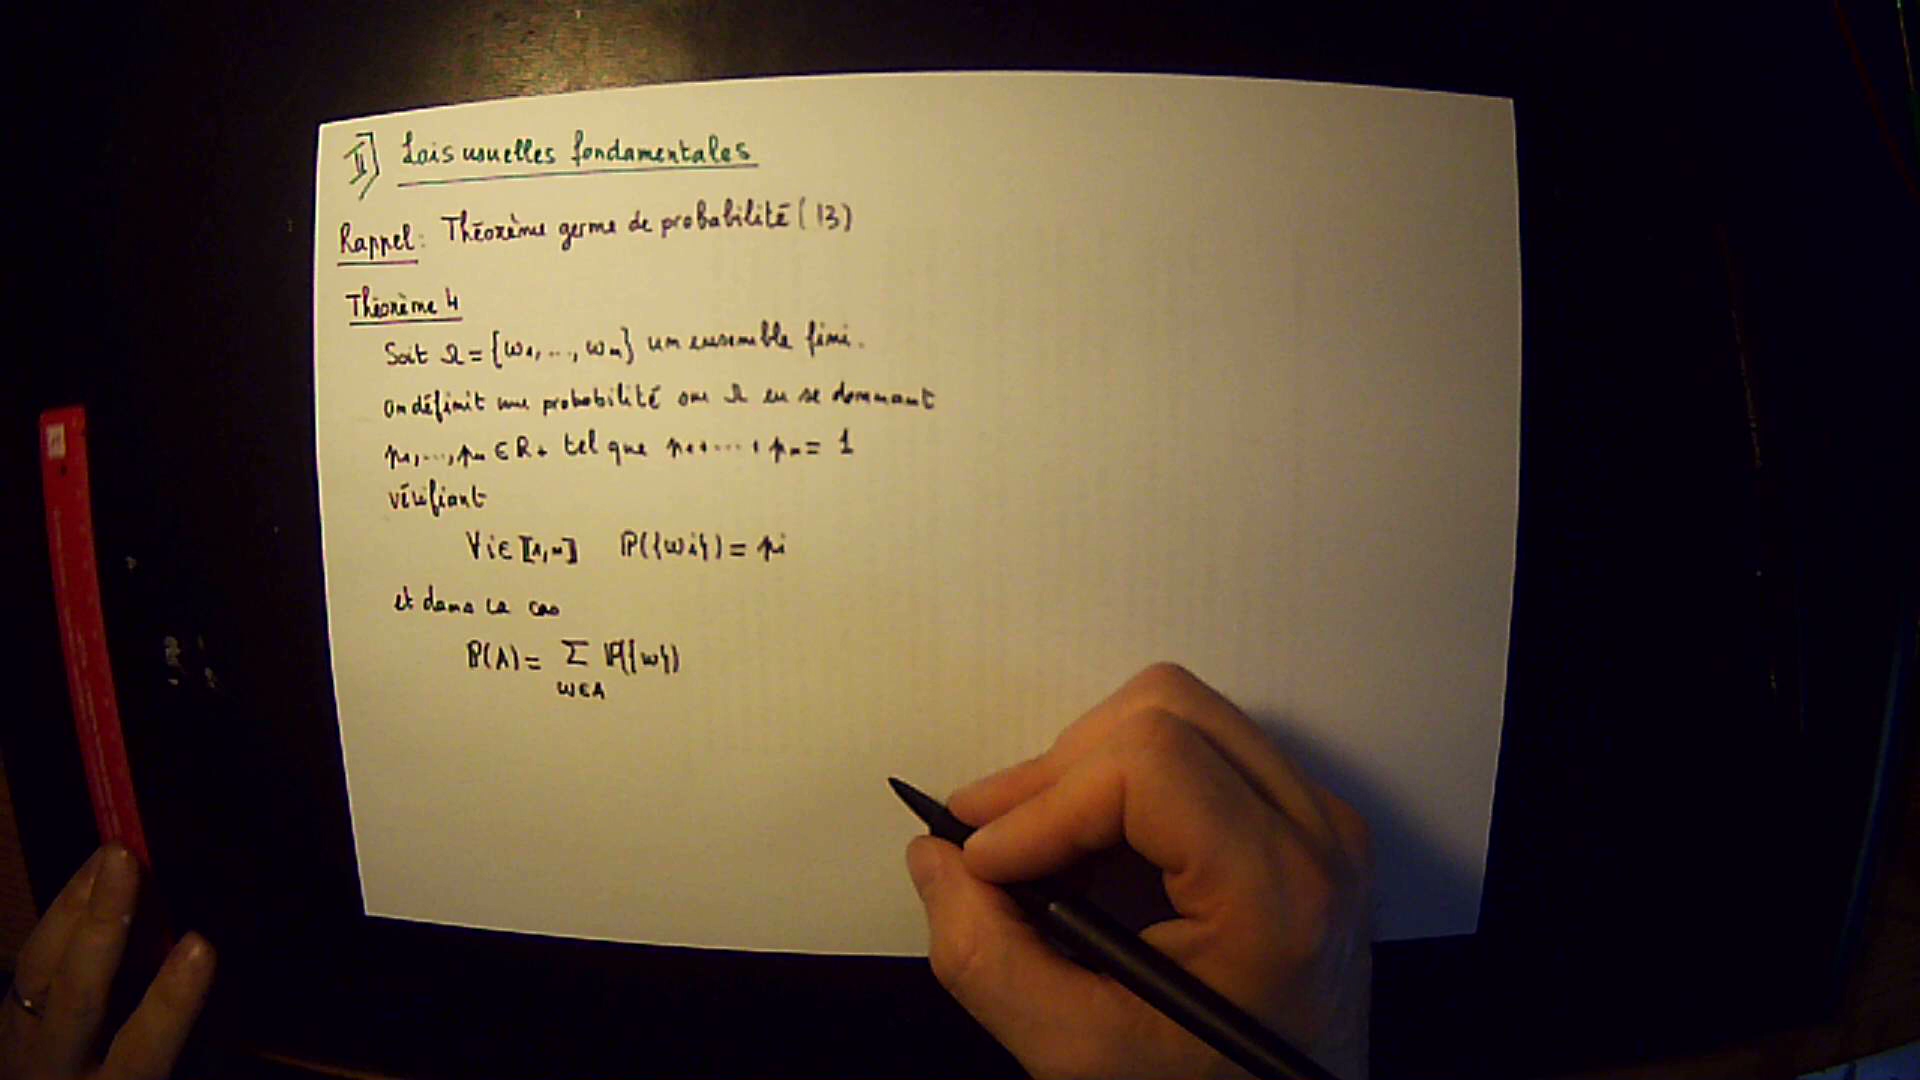 II) Lois usuelles fondamentales
Rappel : Théorème germe de probabilité (13)
Théorème 4
Soit Ω = {ω1, ..., ωn} un ensemble fini.
On définit une probabilité sur Ω en se donnant
p1, ..., pn ∈ R+ tel que p1 + ... + pn = 1
vérifiant
∀i ∈ ⟦1,n⟧ P({ωi}) = pi
et dans ce cas
P(A) = Σ P({ω})
ω∈A